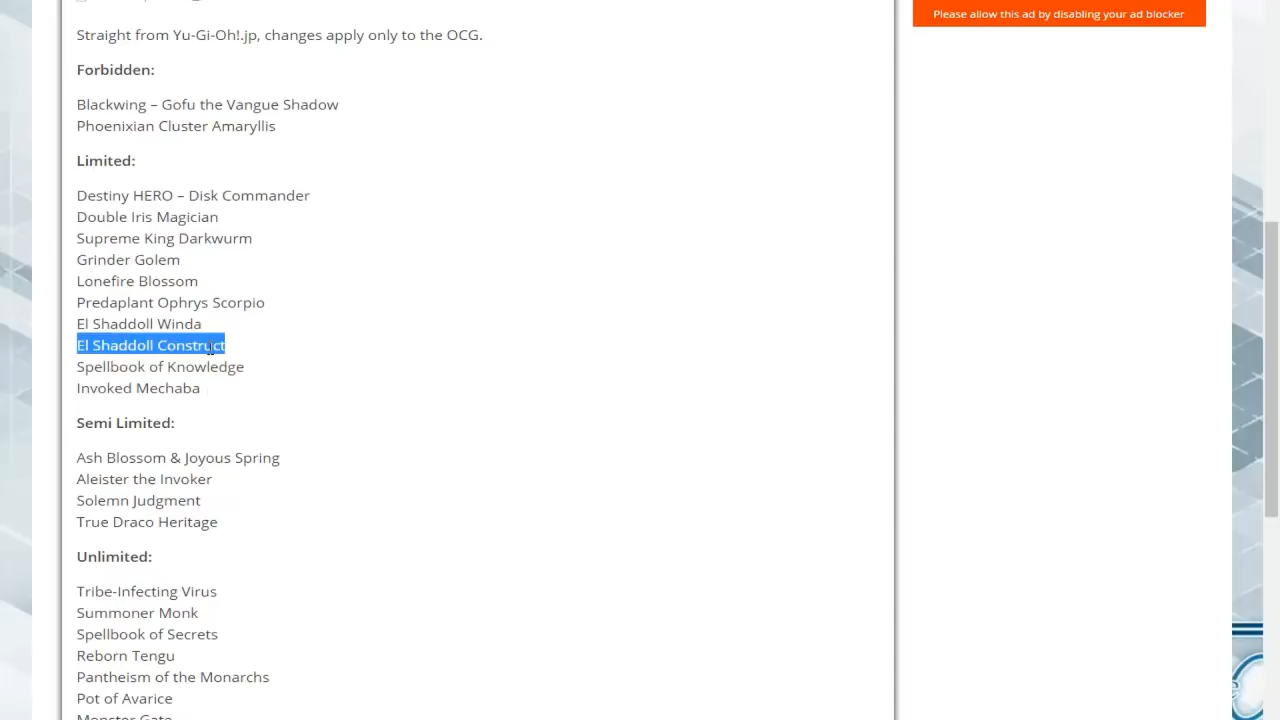 Please allow this ad by disabling your ad blocker
Straight from Yu-Gi-Oh!.jp, changes apply only to the OCG.
Forbidden:
Blackwing – Gofu the Vangue Shadow
Phoenixian Cluster Amaryllis
Limited:
Destiny HERO – Disk Commander
Double Iris Magician
Supreme King Darkwurm
Grinder Golem
Lonefire Blossom
Predaplant Ophrys Scorpio
El Shaddoll Winda
El Shaddoll Construct
Spellbook of Knowledge
Invoked Mechaba
Semi Limited:
Ash Blossom & Joyous Spring
Aleister the Invoker
Solemn Judgment
True Draco Heritage
Unlimited:
Tribe-Infecting Virus
Summoner Monk
Spellbook of Secrets
Reborn Tengu
Pantheism of the Monarchs
Pot of Avarice
Monster Gate